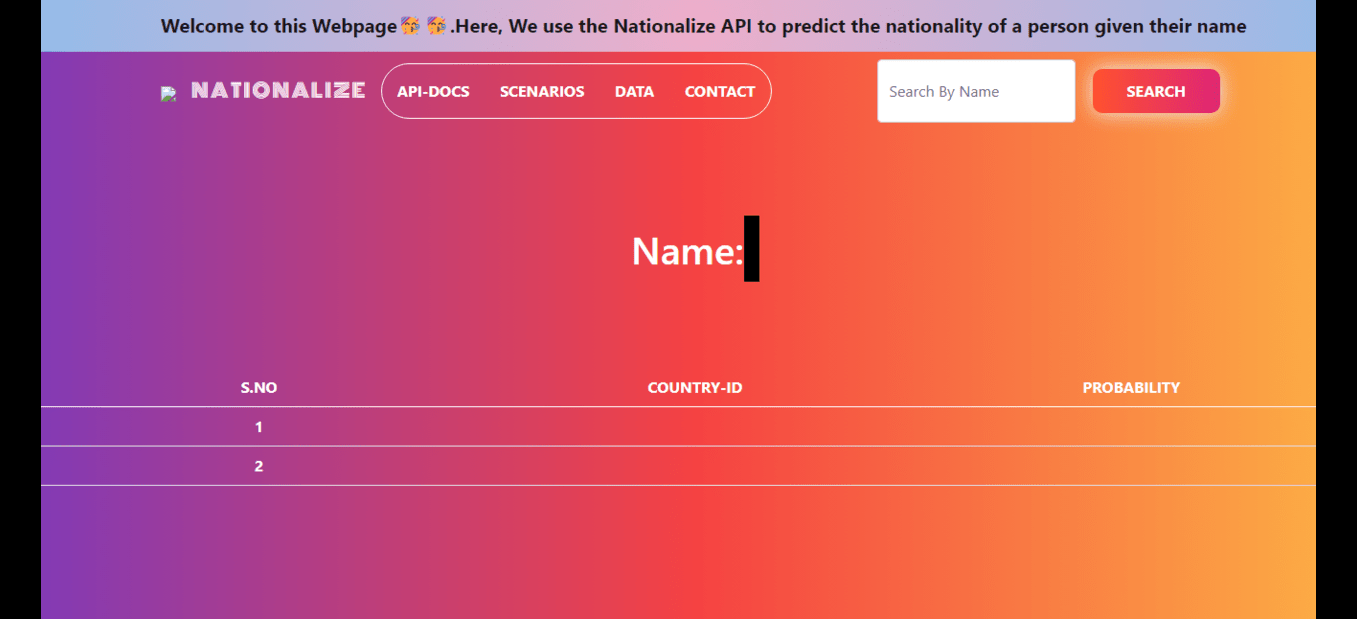 Welcome to this Webpage🥳 🥳.Here, We use the Nationalize API to predict the nationality of a person given their name
NATIONALIZE API-DOCS SCENARIOS DATA CONTACT Search By Name SEARCH
Name:
S.NO COUNTRY-ID PROBABILITY
1
2